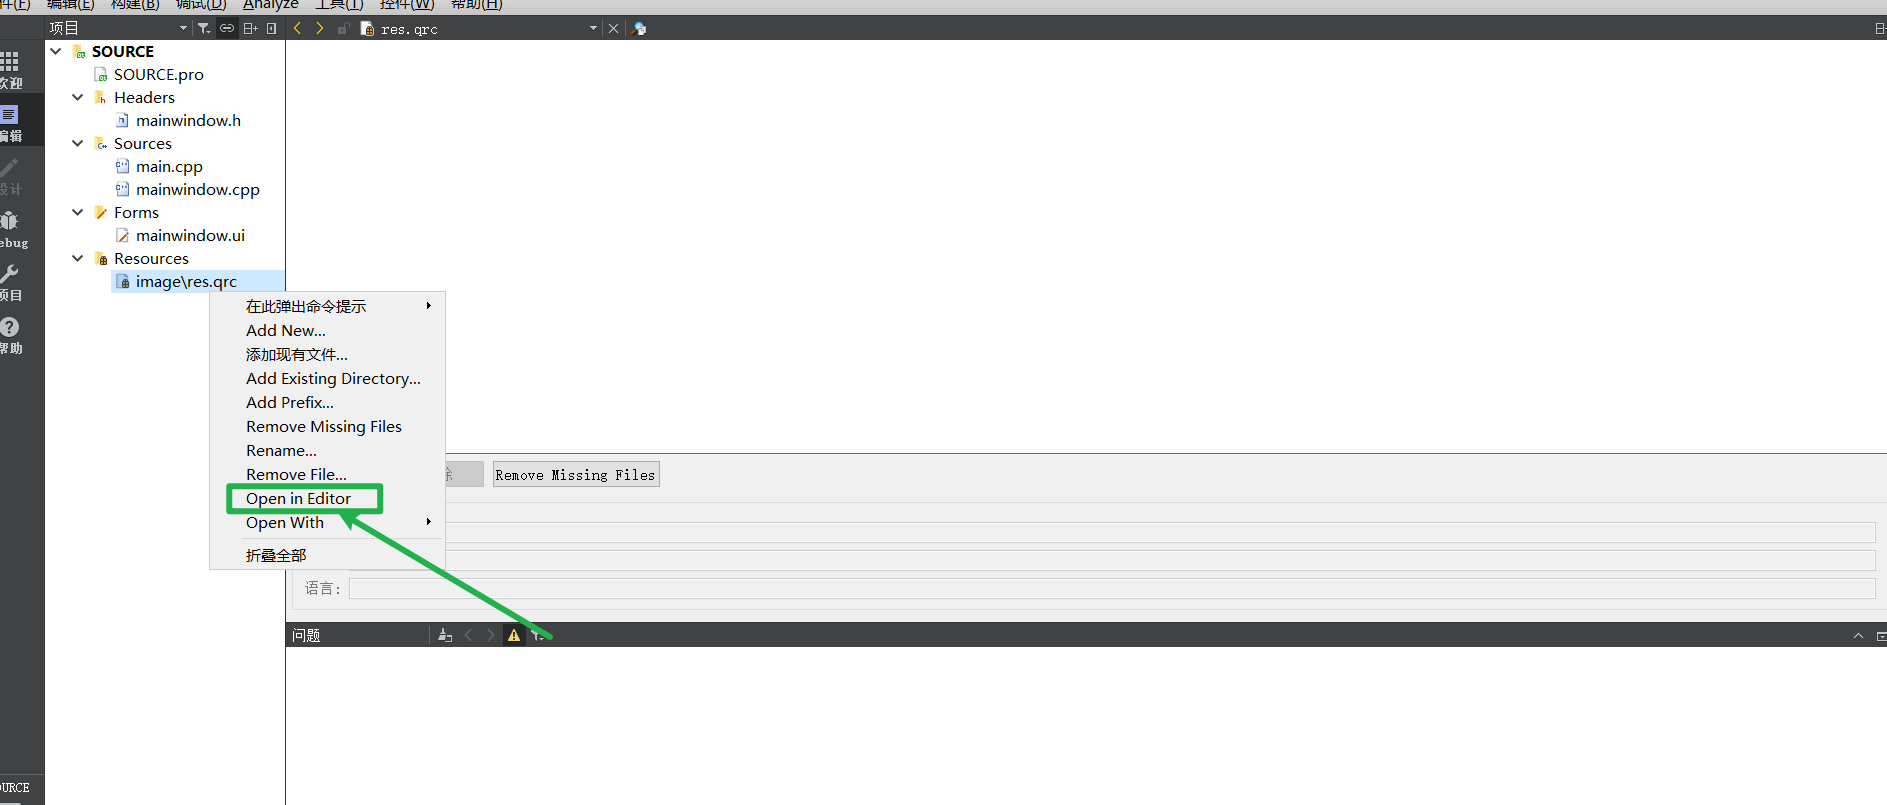 件(F) 编辑(E) 构建(B) 调试(D) Analyze 工具(T) 控件(W) 帮助(H)
项目
res.qrc
欢迎
编辑
设计
ebug
项目
帮助
SOURCE
SOURCE.pro
Headers
mainwindow.h
Sources
main.cpp
mainwindow.cpp
Forms
mainwindow.ui
Resources
image\res.qrc
在此弹出命令提示
Add New...
添加现有文件...
Add Existing Directory...
Add Prefix...
Remove Missing Files
Rename...
Remove File...
Open in Editor
Open With
折叠全部
除
Remove Missing Files
语言:
问题
OURCE